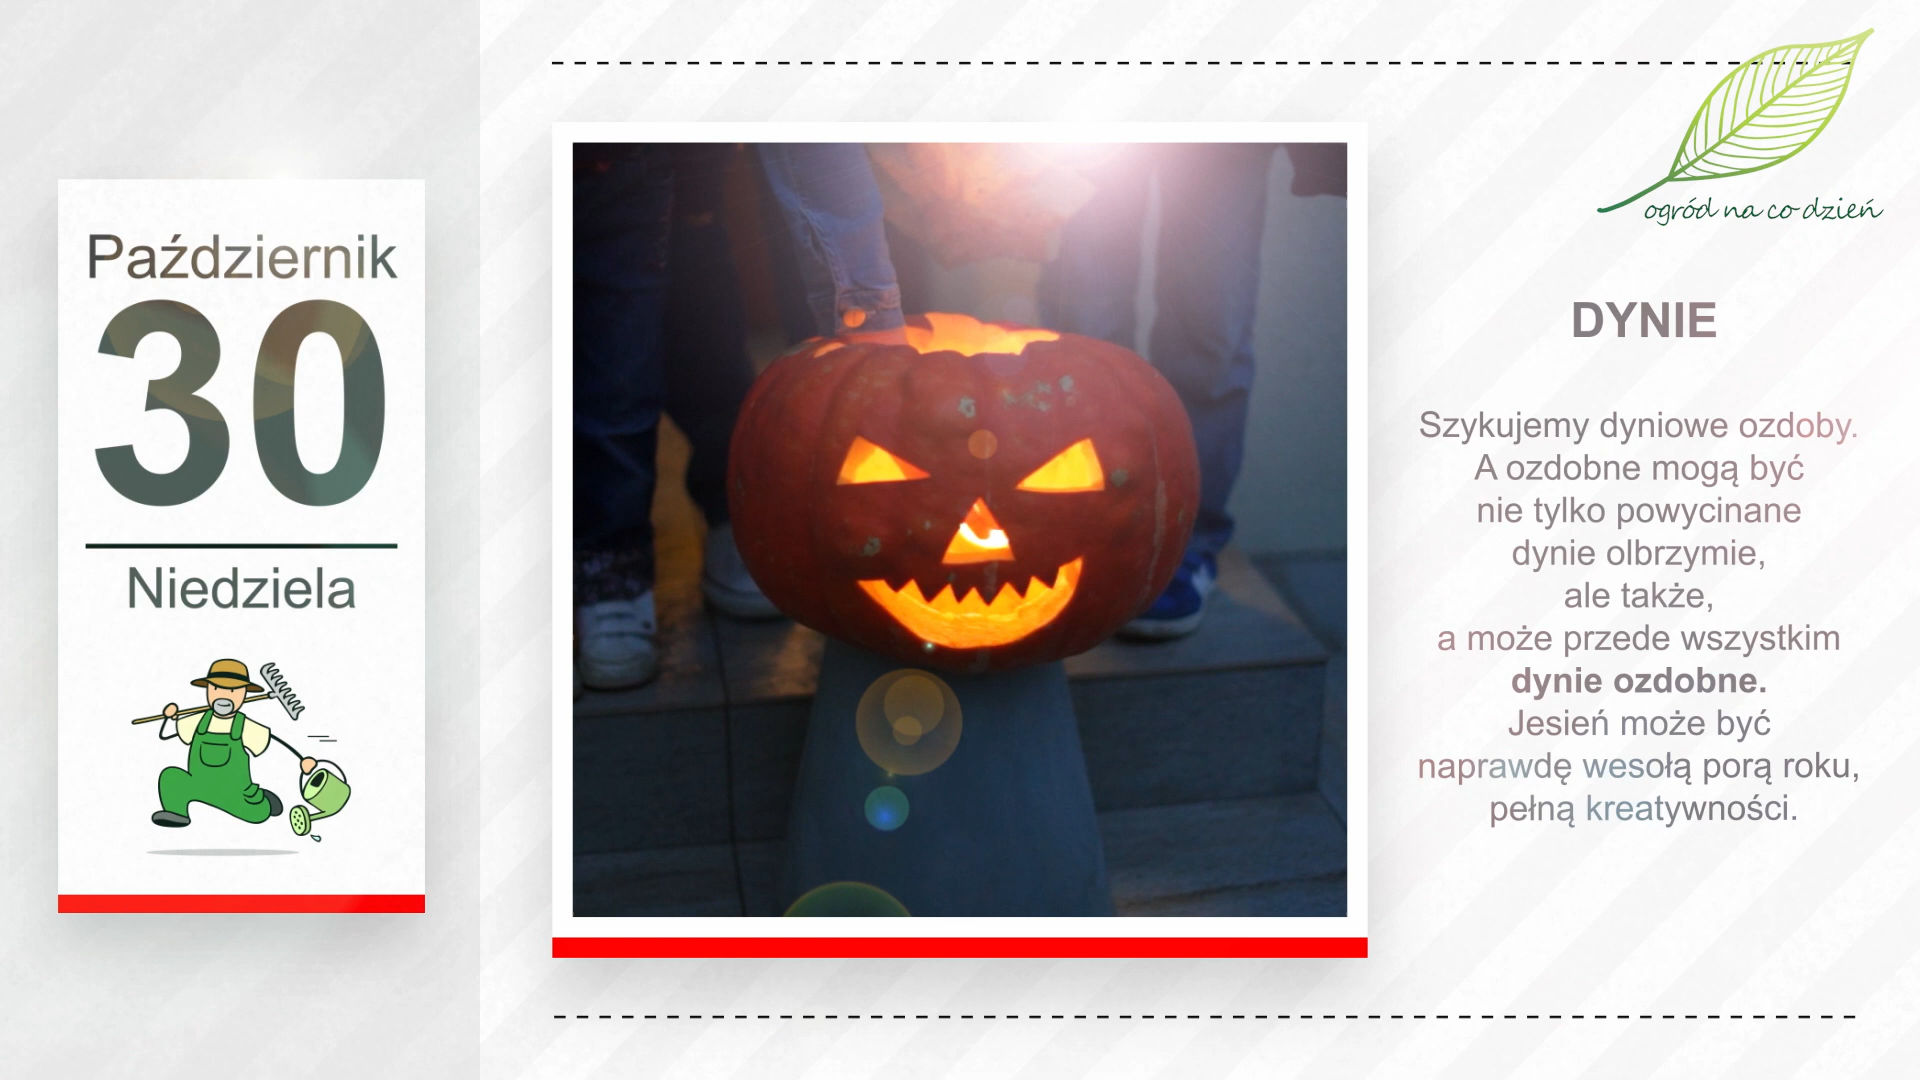 Październik
30
Niedziela
ogród na co dzień
DYNIE
Szykujemy dyniowe ozdoby.
A ozdobne mogą być
nie tylko powycinane
dynie olbrzymie,
ale także,
a może przede wszystkim
dynie ozdobne.
Jesień może być
naprawdę wesołą porą roku,
pełną kreatywności.